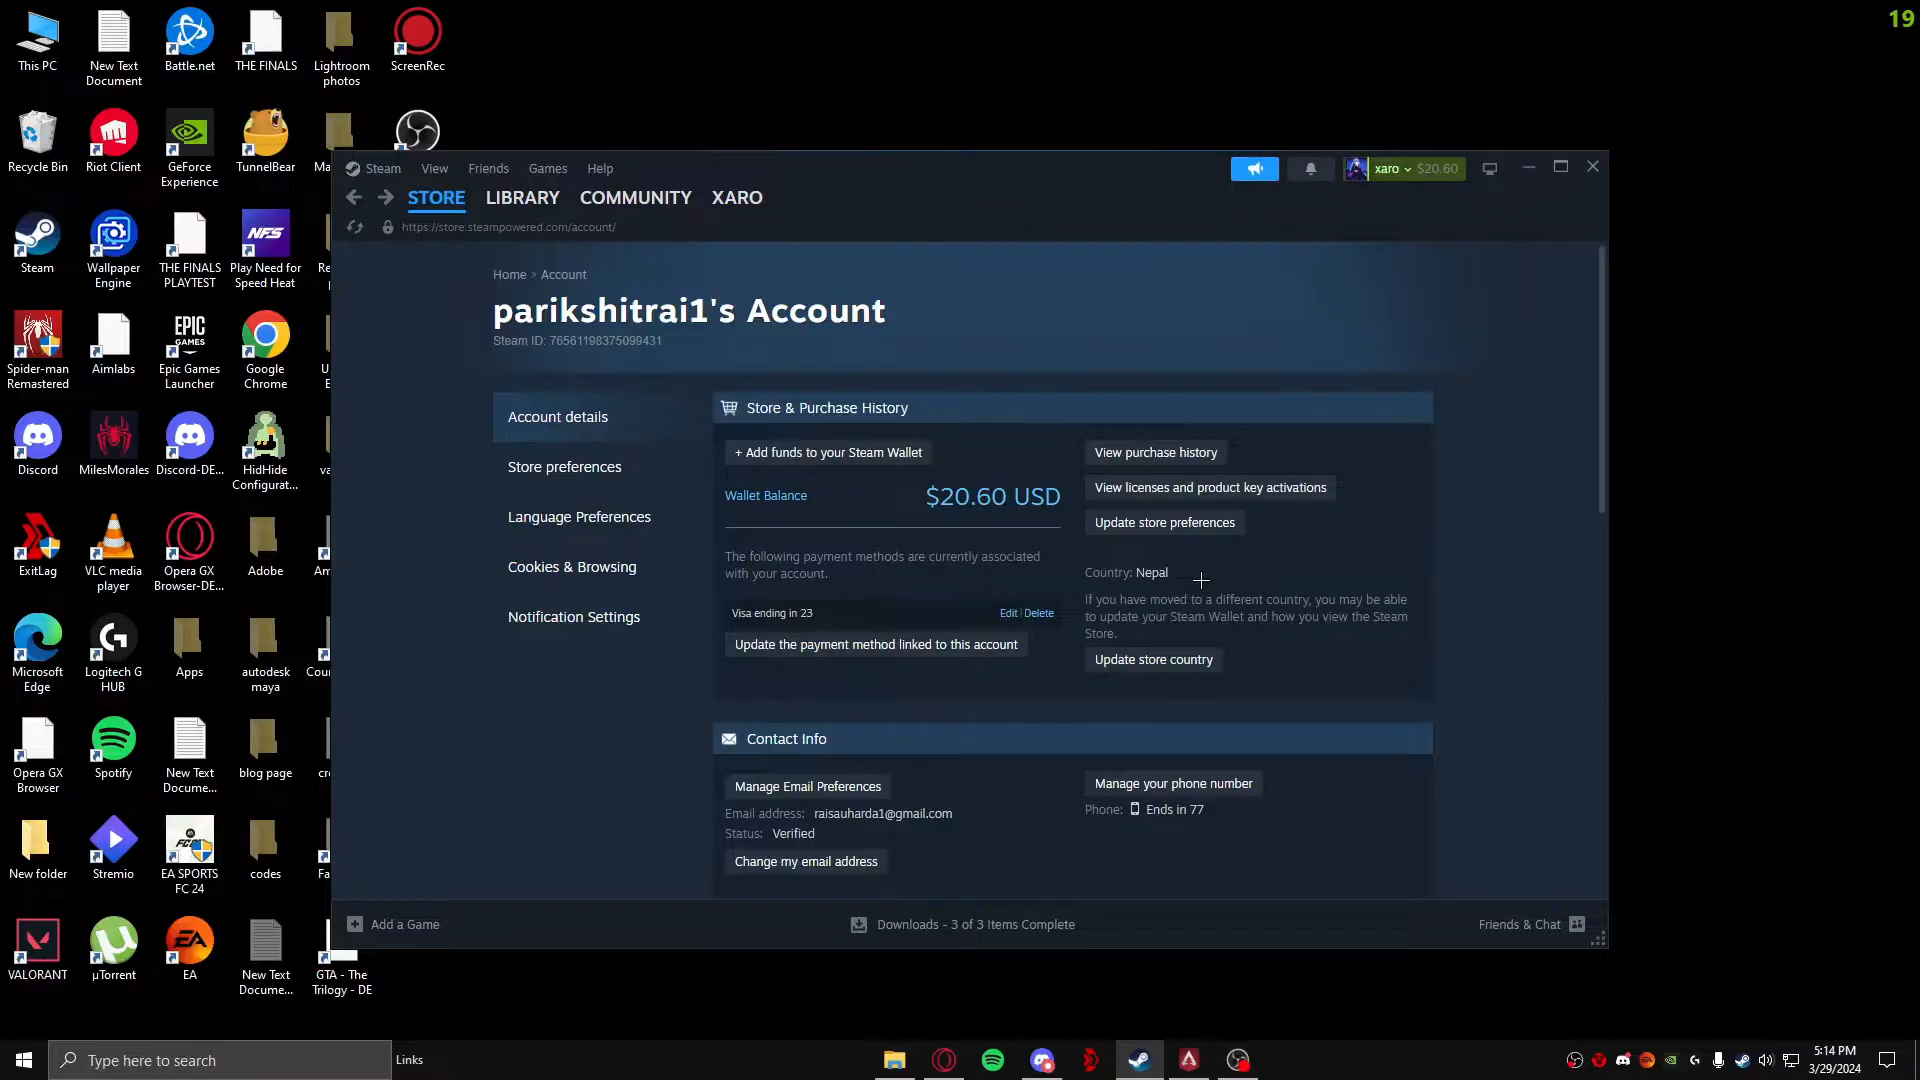 19
This PC
New Text
Document
Battle.net
THE FINALS
Lightroom
photos
ScreenRec
Recycle Bin
Riot Client
GeForce
Experience
TunnelBear
Ma
Steam
Wallpaper
Engine
THE FINALS
PLAYTEST
NFS
Play Need for
Speed Heat
Re
Spider-man
Remastered
Aimlabs
EPIC
GAMES
Epic Games
Launcher
Google
Chrome
U
E
Discord
MilesMorales
Discord-DE...
HidHide
Configurat...
va
ExitLag
VLC media
player
Opera GX
Browser-DE...
Adobe
Am
Microsoft
Edge
Logitech G
HUB
Apps
autodesk
maya
Cou
Opera GX
Browser
Spotify
New Text
Docume...
blog page
cr
New folder
Stremio
EA SPORTS
FC 24
codes
Fa
VALORANT
µTorrent
EA
EA
New Text
Docume...
GTA - The
Trilogy - DE
Steam View Friends Games Help
xaro $20.60
STORE LIBRARY COMMUNITY XARO
https://store.steampowered.com/account/
Home > Account
parikshitrai1's Account
Steam ID: 76561198375099431
Account details
Store preferences
Language Preferences
Cookies & Browsing
Notification Settings
Store & Purchase History
+ Add funds to your Steam Wallet
Wallet Balance $20.60 USD
The following payment methods are currently associated
with your account.
Visa ending in 23 Edit | Delete
Update the payment method linked to this account
View purchase history
View licenses and product key activations
Update store preferences
Country: Nepal
If you have moved to a different country, you may be able
to update your Steam Wallet and how you view the Steam
Store.
Update store country
Contact Info
Manage Email Preferences
Email address: raisauharda1@gmail.com
Status: Verified
Change my email address
Manage your phone number
Phone: Ends in 77
Add a Game
Downloads - 3 of 3 Items Complete
Friends & Chat
Type here to search
Links
5:14 PM
3/29/2024